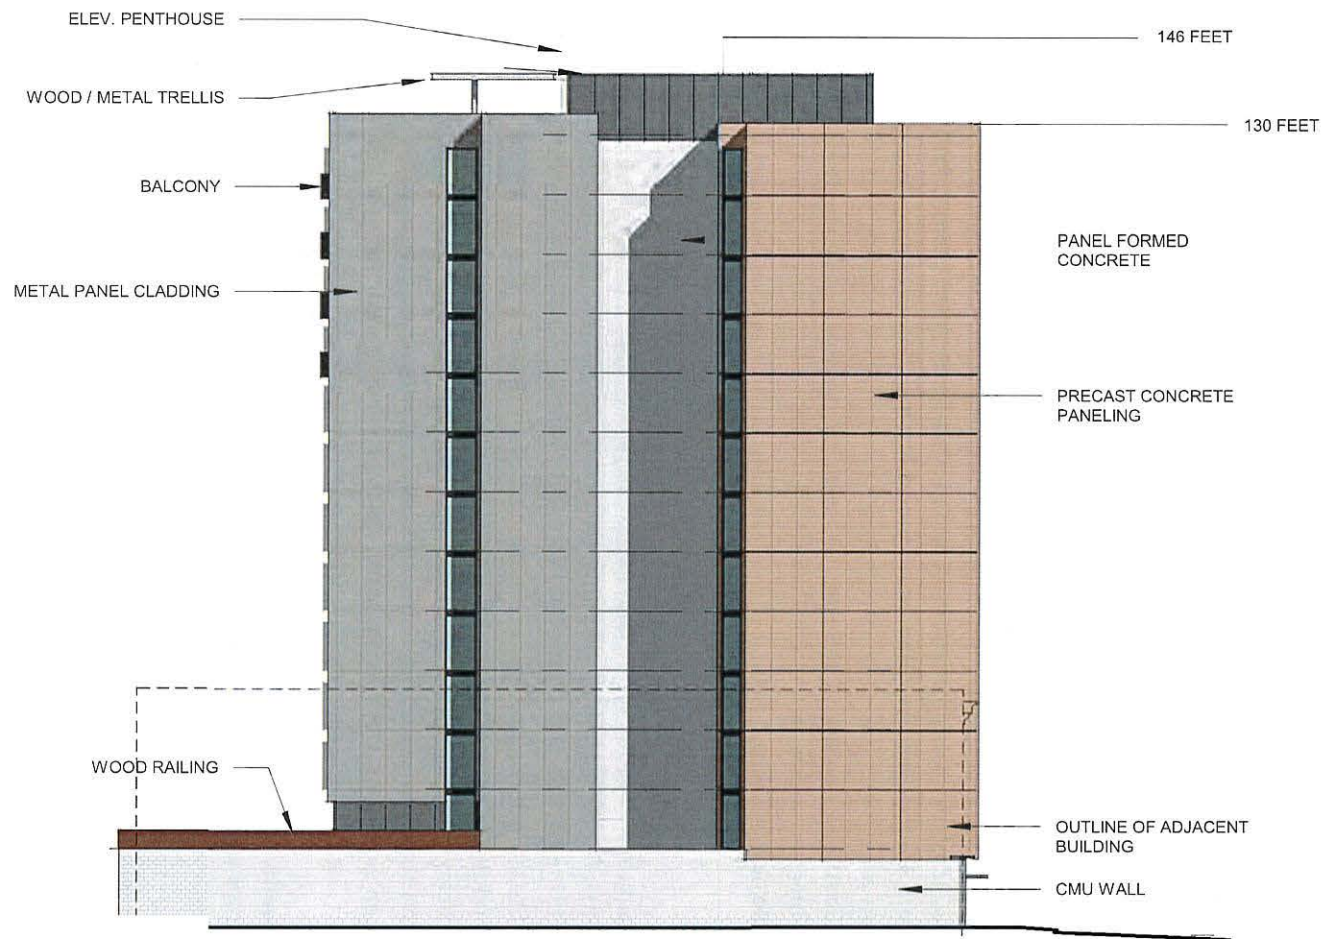 ELEV. PENTHOUSE
146 FEET
WOOD / METAL TRELLIS
130 FEET
BALCONY
PANEL FORMED
CONCRETE
METAL PANEL CLADDING
PRECAST CONCRETE
PANELING
WOOD RAILING
OUTLINE OF ADJACENT
BUILDING
CMU WALL